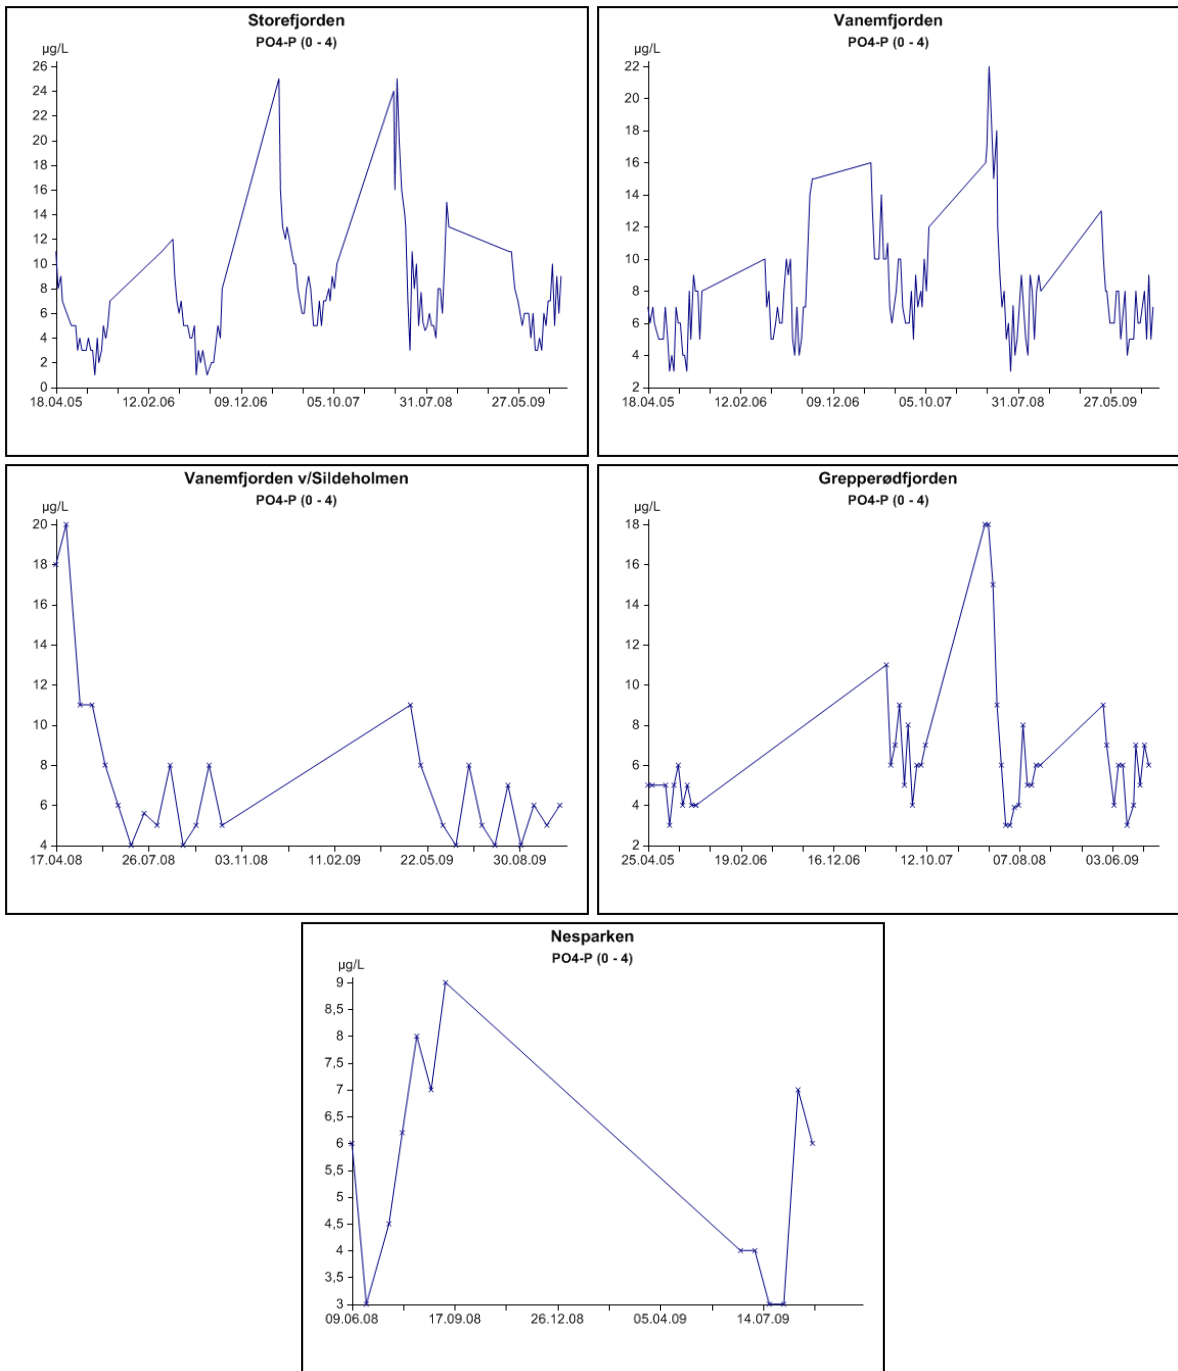 Storefjorden
PO4-P (0 - 4)
µg/L
26
24
22
20
18
16
14
12
10
8
6
4
2
0
18.04.05 12.02.06 09.12.06 05.10.07 31.07.08 27.05.09
Vanemfjorden
PO4-P (0 - 4)
µg/L
22
20
18
16
14
12
10
8
6
4
2
18.04.05 12.02.06 09.12.06 05.10.07 31.07.08 27.05.09
Vanemfjorden v/Sildeholmen
PO4-P (0 - 4)
µg/L
20
18
16
14
12
10
8
6
4
17.04.08 26.07.08 03.11.08 11.02.09 22.05.09 30.08.09
Grepperødfjorden
PO4-P (0 - 4)
µg/L
18
16
14
12
10
8
6
4
2
25.04.05 19.02.06 16.12.06 12.10.07 07.08.08 03.06.09
Nesparken
PO4-P (0 - 4)
µg/L
9
8,5
8
7,5
7
6,5
6
5,5
5
4,5
4
3,5
3
09.06.08 17.09.08 26.12.08 05.04.09 14.07.09